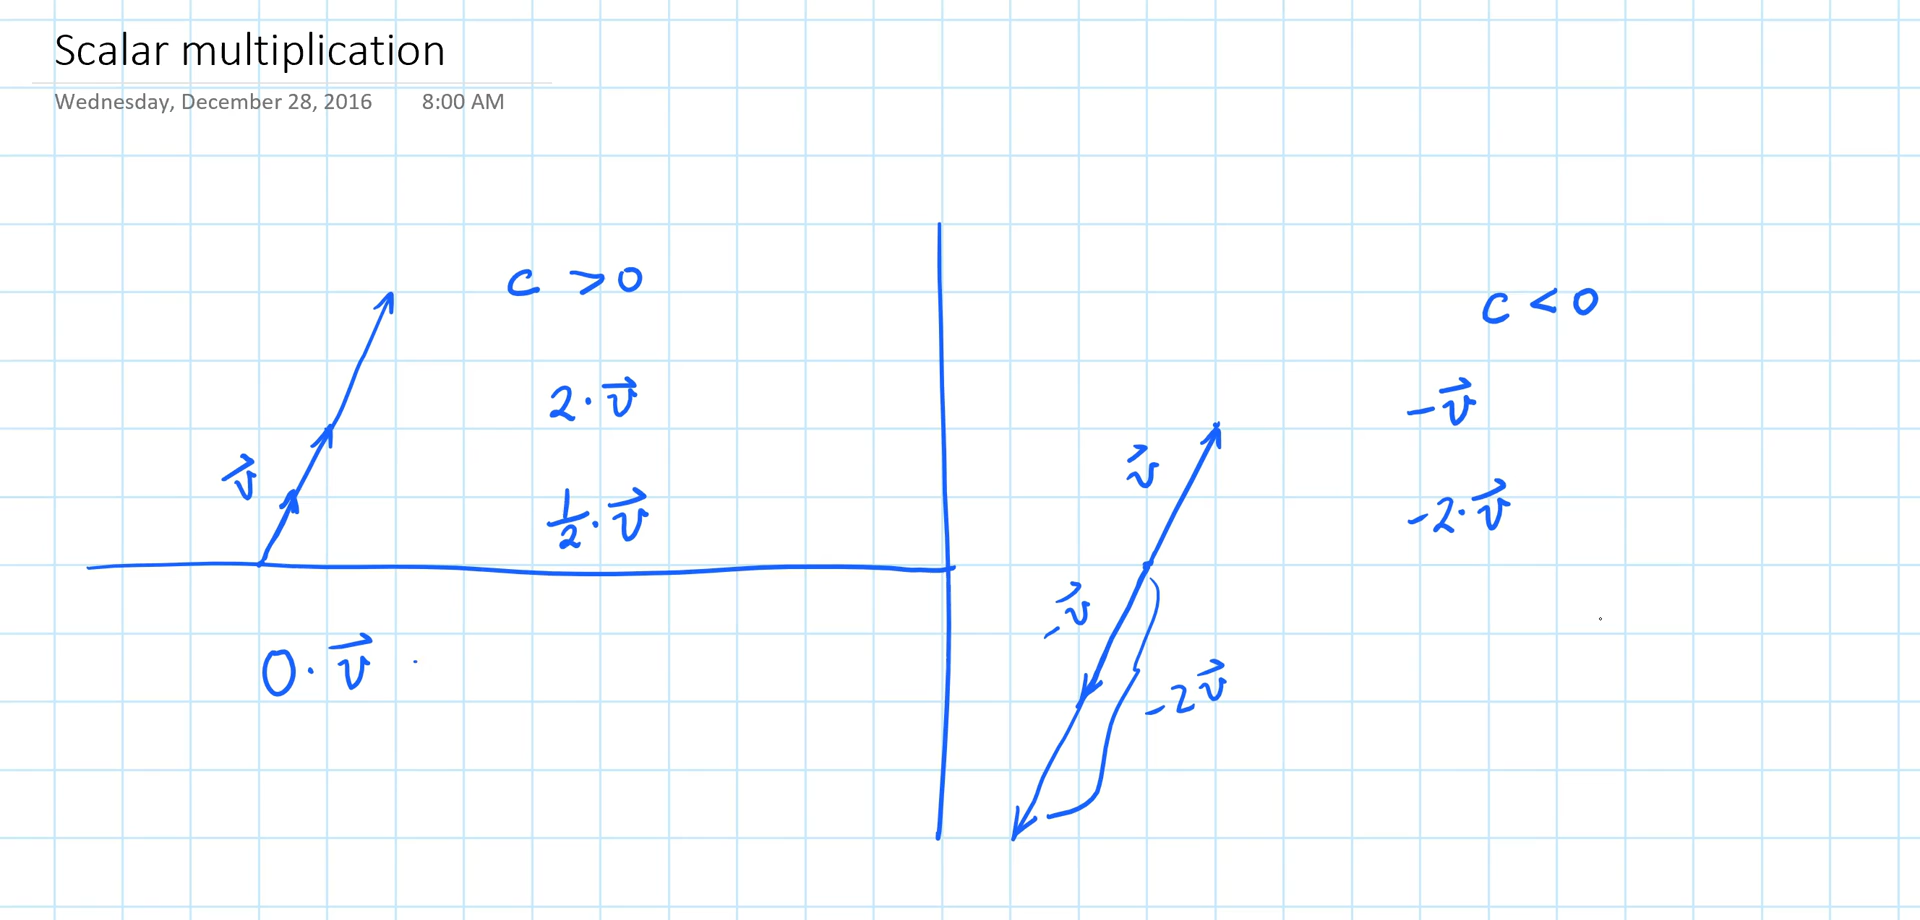 Scalar multiplication
Wednesday, December 28, 2016 8:00 AM
c > 0
2 · v⃗
½ · v⃗
v⃗
0 · v⃗ ·
c < 0
-v⃗
-2 · v⃗
v⃗
-v⃗
-2v⃗